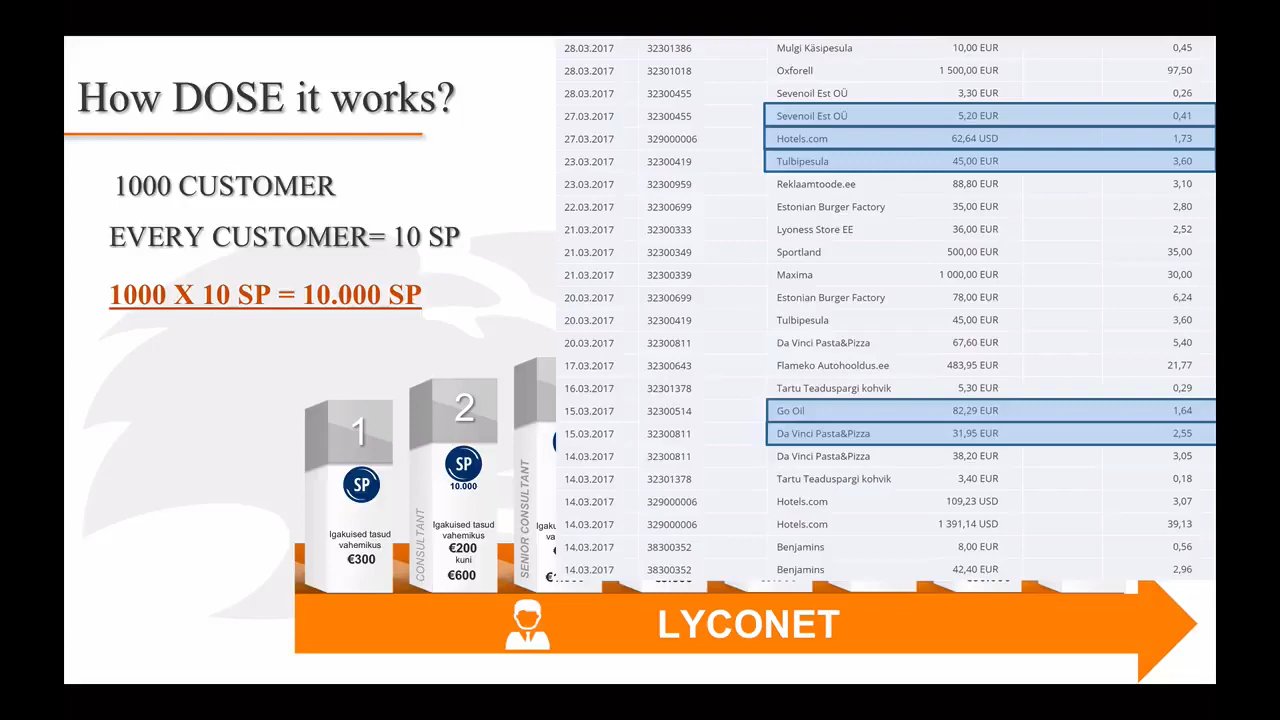 How DOSE it works?
1000 CUSTOMER
EVERY CUSTOMER= 10 SP
1000 X 10 SP = 10.000 SP
28.03.2017 32301386 Mulgi Käsipesula 10,00 EUR 0,45
28.03.2017 32301018 Oxforell 1 500,00 EUR 97,50
28.03.2017 32300455 Sevenoil Est OÜ 3,30 EUR 0,26
27.03.2017 32300455 Sevenoil Est OÜ 5,20 EUR 0,41
27.03.2017 329000006 Hotels.com 62,64 USD 1,73
23.03.2017 32300419 Tulbipesula 45,00 EUR 3,60
23.03.2017 32300959 Reklaamtoode.ee 88,80 EUR 3,10
22.03.2017 32300699 Estonian Burger Factory 35,00 EUR 2,80
21.03.2017 32300333 Lyoness Store EE 36,00 EUR 2,52
21.03.2017 32300349 Sportland 500,00 EUR 35,00
21.03.2017 32300339 Maxima 1 000,00 EUR 30,00
20.03.2017 32300699 Estonian Burger Factory 78,00 EUR 6,24
20.03.2017 32300419 Tulbipesula 45,00 EUR 3,60
20.03.2017 32300811 Da Vinci Pasta&Pizza 67,60 EUR 5,40
17.03.2017 32300643 Flameko Autohooldus.ee 483,95 EUR 21,77
16.03.2017 32301378 Tartu Teaduspargi kohvik 5,30 EUR 0,29
15.03.2017 32300514 Go Oil 82,29 EUR 1,64
15.03.2017 32300811 Da Vinci Pasta&Pizza 31,95 EUR 2,55
14.03.2017 32300811 Da Vinci Pasta&Pizza 38,20 EUR 3,05
14.03.2017 32301378 Tartu Teaduspargi kohvik 3,40 EUR 0,18
14.03.2017 329000006 Hotels.com 109,23 USD 3,07
14.03.2017 329000006 Hotels.com 1 391,14 USD 39,13
14.03.2017 38300352 Benjamins 8,00 EUR 0,56
14.03.2017 38300352 Benjamins 42,40 EUR 2,96
1
SP
Igakuised tasud
vahemikus
€300
2
SP
10.000
CONSULTANT
Igakuised tasud
vahemikus
€200
kuni
€600
SENIOR CONSULTANT
LYCONET